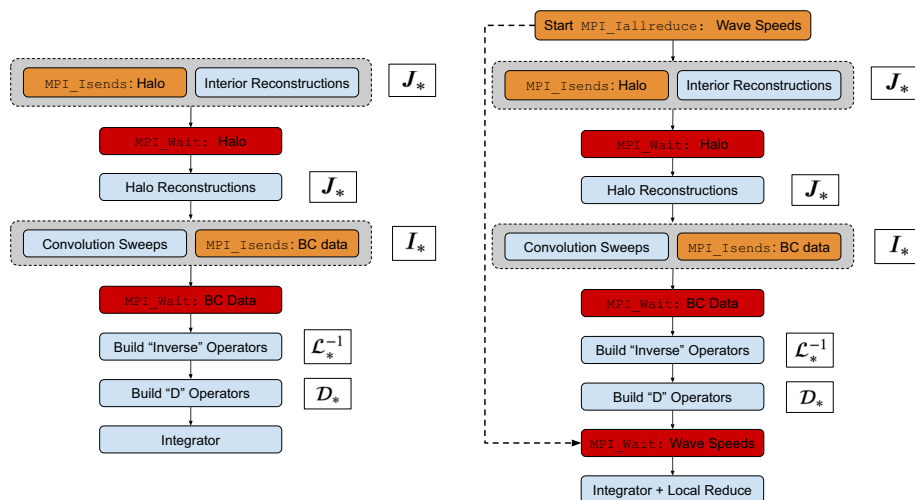 MPI_Isends: Halo
Interior Reconstructions
J*
MPI_Wait: Halo
Halo Reconstructions
J*
Convolution Sweeps
MPI_Isends: BC data
I*
MPI_Wait: BC Data
Build “Inverse” Operators
ℒ*⁻¹
Build “D” Operators
𝒟*
Integrator
Start MPI_Iallreduce: Wave Speeds
MPI_Isends: Halo
Interior Reconstructions
J*
MPI_Wait: Halo
Halo Reconstructions
J*
Convolution Sweeps
MPI_Isends: BC data
I*
MPI_Wait: BC Data
Build “Inverse” Operators
ℒ*⁻¹
Build “D” Operators
𝒟*
MPI_Wait: Wave Speeds
Integrator + Local Reduce